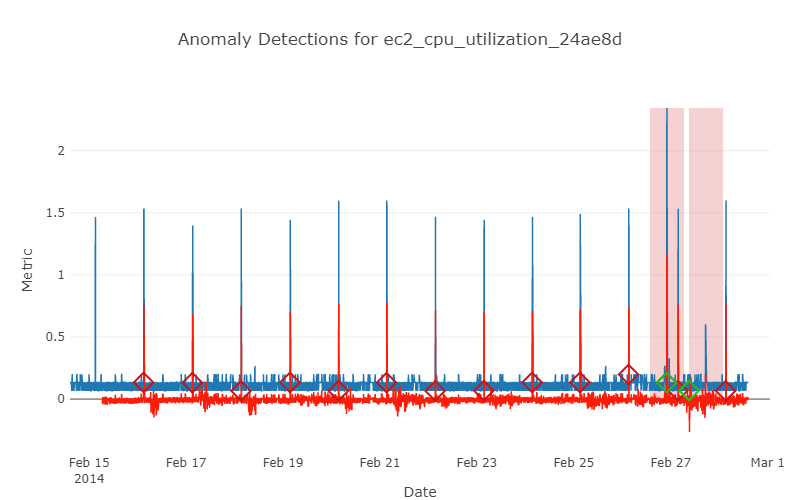 Anomaly Detections for ec2_cpu_utilization_24ae8d
Metric
2
1.5
1
0.5
0
Feb 15
2014
Feb 17
Feb 19
Feb 21
Feb 23
Feb 25
Feb 27
Mar 1
Date